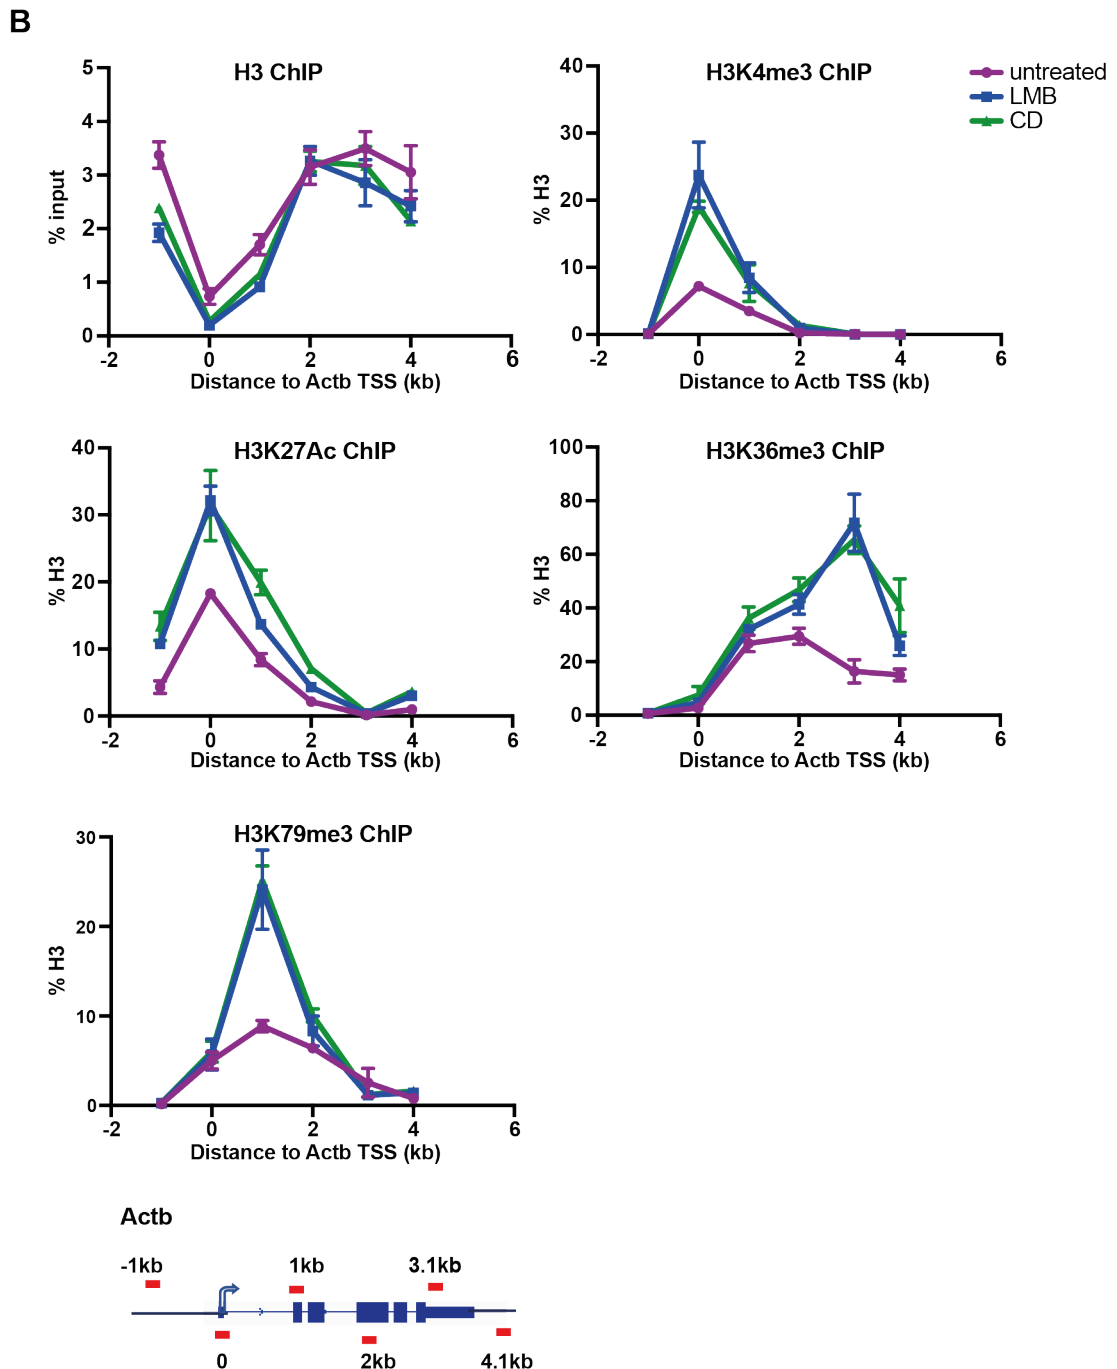 B
H3 ChIP
5
4
3
2
1
0
% input
-2
0
2
4
6
Distance to Actb TSS (kb)
H3K4me3 ChIP
40
30
20
10
0
% H3
-2
0
2
4
6
Distance to Actb TSS (kb)
untreated
LMB
CD
H3K27Ac ChIP
40
30
20
10
0
% H3
-2
0
2
4
6
Distance to Actb TSS (kb)
H3K36me3 ChIP
100
80
60
40
20
0
% H3
-2
0
2
4
6
Distance to Actb TSS (kb)
H3K79me3 ChIP
30
20
10
0
% H3
-2
0
2
4
6
Distance to Actb TSS (kb)
Actb
-1kb
1kb
3.1kb
0
2kb
4.1kb